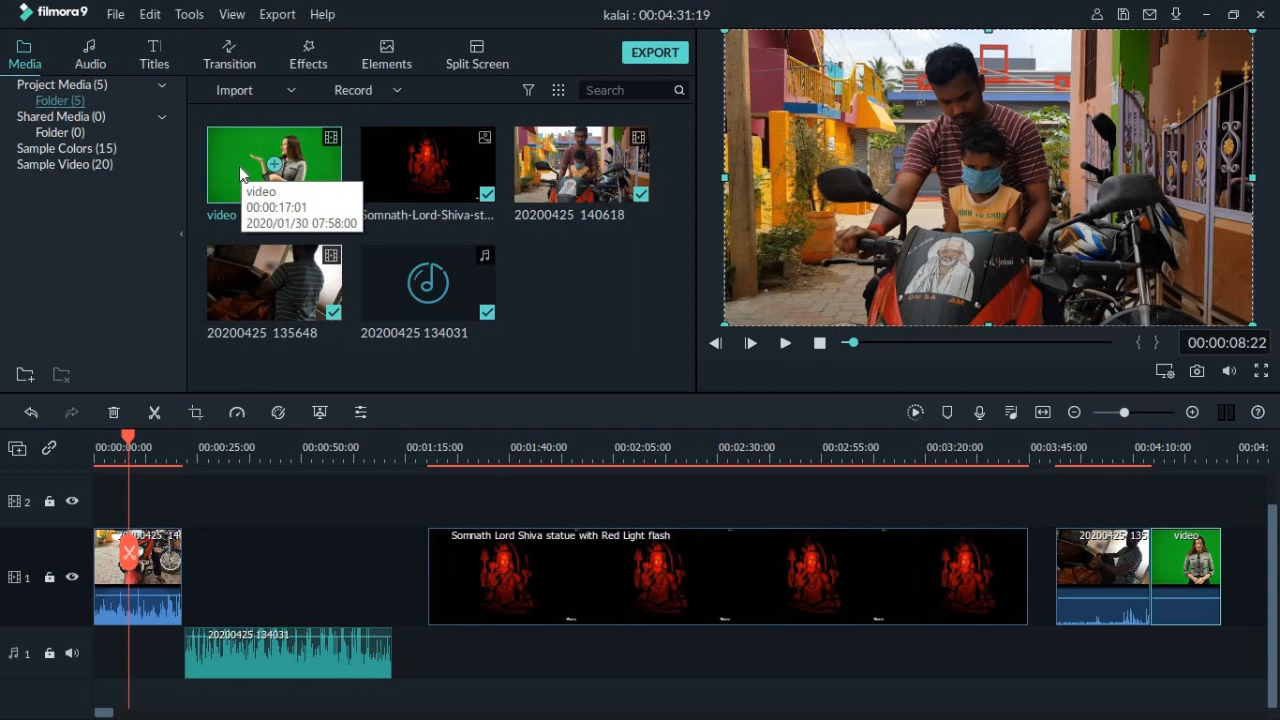 filmora9 File Edit Tools View Export Help kalai : 00:04:31:19
Media Audio Titles Transition Effects Elements Split Screen EXPORT
Project Media (5)
Folder (5)
Shared Media (0)
Folder (0)
Sample Colors (15)
Sample Video (20)
Import Record Search
video
00:00:17:01
2020/01/30 07:58:00
video Somnath-Lord-Shiva-st... 20200425 140618
20200425 135648 20200425 134031
00:00:08:22
00:00:00:00 00:00:25:00 00:00:50:00 00:01:15:00 00:01:40:00 00:02:05:00 00:02:30:00 00:02:55:00 00:03:20:00 00:03:45:00 00:04:10:00 00:04:
2
20200425 14 Somnath Lord Shiva statue with Red Light flash 20200425 135 video
1
20200425 134031
1